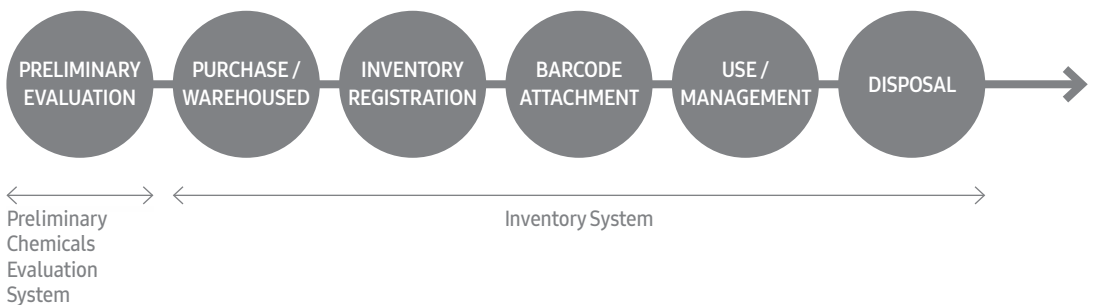 PRELIMINARY
EVALUATION
PURCHASE /
WAREHOUSED
INVENTORY
REGISTRATION
BARCODE
ATTACHMENT
USE /
MANAGEMENT
DISPOSAL
Preliminary
Chemicals
Evaluation
System
Inventory System